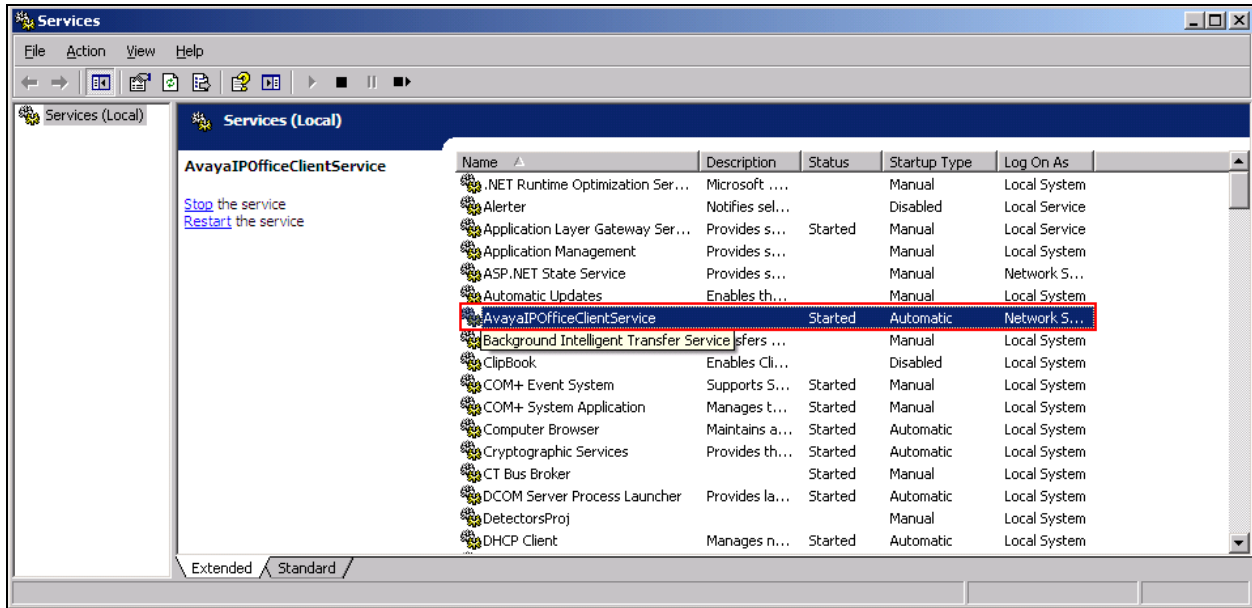 Services
File Action View Help
Services (Local)
Services (Local)
AvayaIPOfficeClientService
Stop the service
Restart the service
Name Description Status Startup Type Log On As
.NET Runtime Optimization Ser... Microsoft .... Manual Local System
Alerter Notifies sel... Disabled Local Service
Application Layer Gateway Ser... Provides s... Started Manual Local Service
Application Management Provides s... Manual Local System
ASP.NET State Service Provides s... Manual Network S...
Automatic Updates Enables th... Manual Local System
AvayaIPOfficeClientService Started Automatic Network S...
Background Intelligent Transfer Service sfers ... Manual Local System
ClipBook Enables Cli... Disabled Local System
COM+ Event System Supports S... Started Manual Local System
COM+ System Application Manages t... Started Manual Local System
Computer Browser Maintains a... Started Automatic Local System
Cryptographic Services Provides th... Started Automatic Local System
CT Bus Broker Started Manual Local System
DCOM Server Process Launcher Provides la... Started Automatic Local System
DetectorsProj Manual Local System
DHCP Client Manages n... Started Automatic Local System
Extended Standard